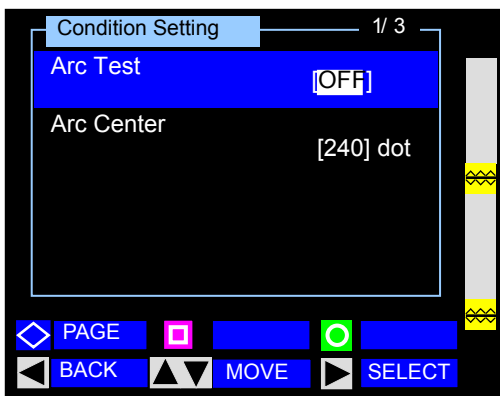 Condition Setting 1/ 3
Arc Test
[OFF]
Arc Center
[240] dot
PAGE
BACK MOVE SELECT